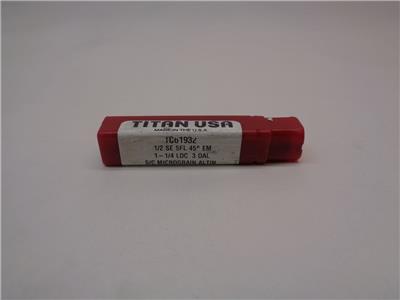 TITAN USA
MADE IN THE U.S.A.
TC61932
1/2 SE 5FL 45° EM
1-1/4 LOC 3 OAL
S/C MICROGRAIN ALTIN